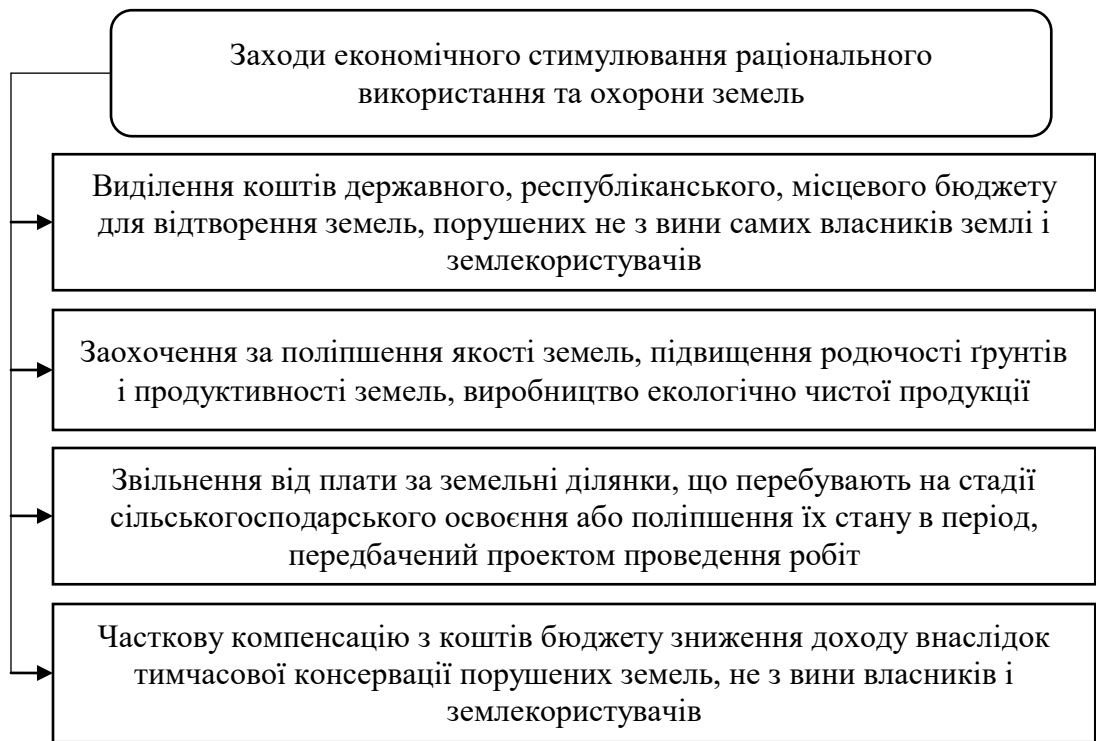 Заходи економічного стимулювання раціонального
використання та охорони земель
Виділення коштів державного, республіканського, місцевого бюджету
для відтворення земель, порушених не з вини самих власників землі і
землекористувачів
Заохочення за поліпшення якості земель, підвищення родючості ґрунтів
і продуктивності земель, виробництво екологічно чистої продукції
Звільнення від плати за земельні ділянки, що перебувають на стадії
сільськогосподарського освоєння або поліпшення їх стану в період,
передбачений проектом проведення робіт
Часткову компенсацію з коштів бюджету зниження доходу внаслідок
тимчасової консервації порушених земель, не з вини власників і
землекористувачів